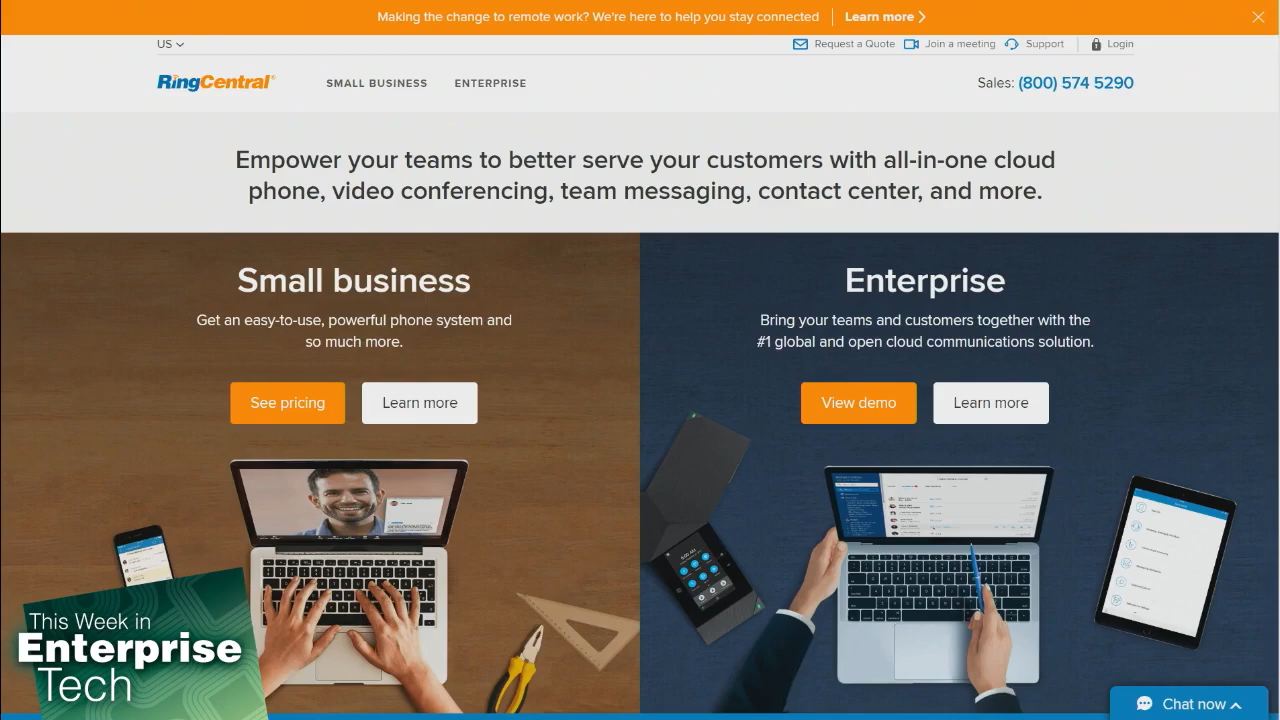 Making the change to remote work? We're here to help you stay connected
Learn more
US
Request a Quote
Join a meeting
Support
Login
RingCentral®
SMALL BUSINESS
ENTERPRISE
Sales: (800) 574 5290
Empower your teams to better serve your customers with all-in-one cloud
phone, video conferencing, team messaging, contact center, and more.
Small business
Get an easy-to-use, powerful phone system and
so much more.
See pricing
Learn more
Enterprise
Bring your teams and customers together with the
#1 global and open cloud communications solution.
View demo
Learn more
This Week in
Enterprise
Tech
Chat now